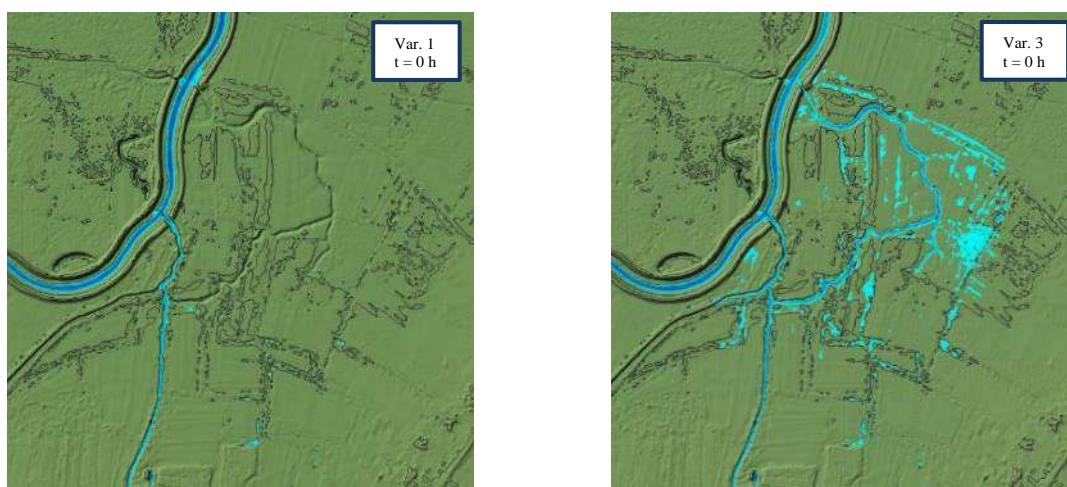 Var. 1
t = 0 h
Var. 3
t = 0 h